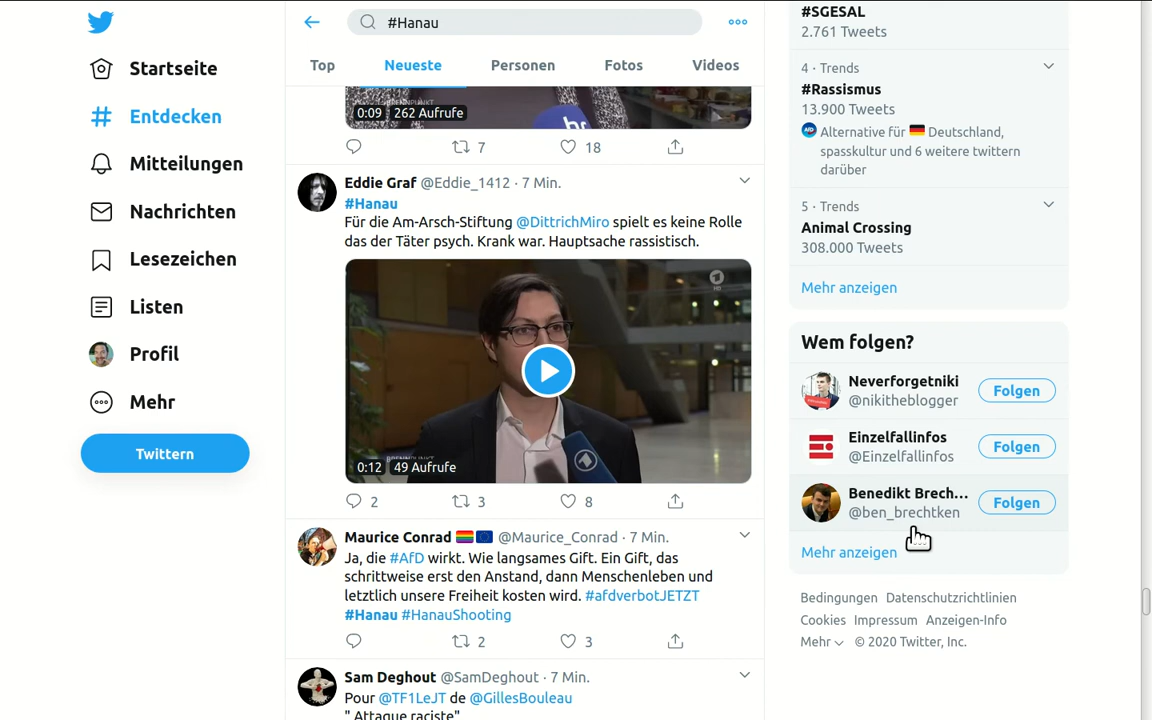 Startseite
Entdecken
Mitteilungen
Nachrichten
Lesezeichen
Listen
Profil
Mehr
Twittern
#Hanau
Top
Neueste
Personen
Fotos
Videos
0:09 262 Aufrufe
7
18
Eddie Graf @Eddie_1412 · 7 Min.
#Hanau
Für die Am-Arsch-Stiftung @DittrichMiro spielt es keine Rolle
das der Täter psych. Krank war. Hauptsache rassistisch.
HD
0:12 49 Aufrufe
2
3
8
Maurice Conrad @Maurice_Conrad · 7 Min.
Ja, die #AfD wirkt. Wie langsames Gift. Ein Gift, das
schrittweise erst den Anstand, dann Menschenleben und
letztlich unsere Freiheit kosten wird. #afdverbotJETZT
#Hanau #HanauShooting
2
3
Sam Deghout @SamDeghout · 7 Min.
Pour @TF1LeJT de @GillesBouleau
" Attaque raciste"
#SGESAL
2.761 Tweets
4 · Trends
#Rassismus
13.900 Tweets
Alternative für Deutschland,
spasskultur und 6 weitere twittern
darüber
5 · Trends
Animal Crossing
308.000 Tweets
Mehr anzeigen
Wem folgen?
Neverforgetniki
@nikitheblogger
Folgen
Einzelfallinfos
@Einzelfallinfos
Folgen
Benedikt Brech...
@ben_brechtken
Folgen
Mehr anzeigen
Bedingungen Datenschutzrichtlinien
Cookies Impressum Anzeigen-Info
Mehr © 2020 Twitter, Inc.